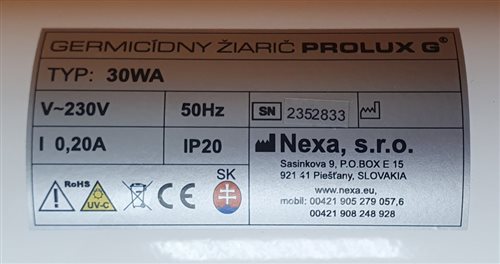 GERMICÍDNY ŽIARIČ PROLUX G®
TYP: 30WA
V~230V 50Hz SN 2352833
I 0,20A IP20 Nexa, s.r.o.
Sasinkova 9, P.O.BOX E 15
921 41 Piešťany, SLOVAKIA
www.nexa.eu,
mobil: 00421 905 279 057,6
00421 908 248 928
RoHS
UV-C
CE
SK